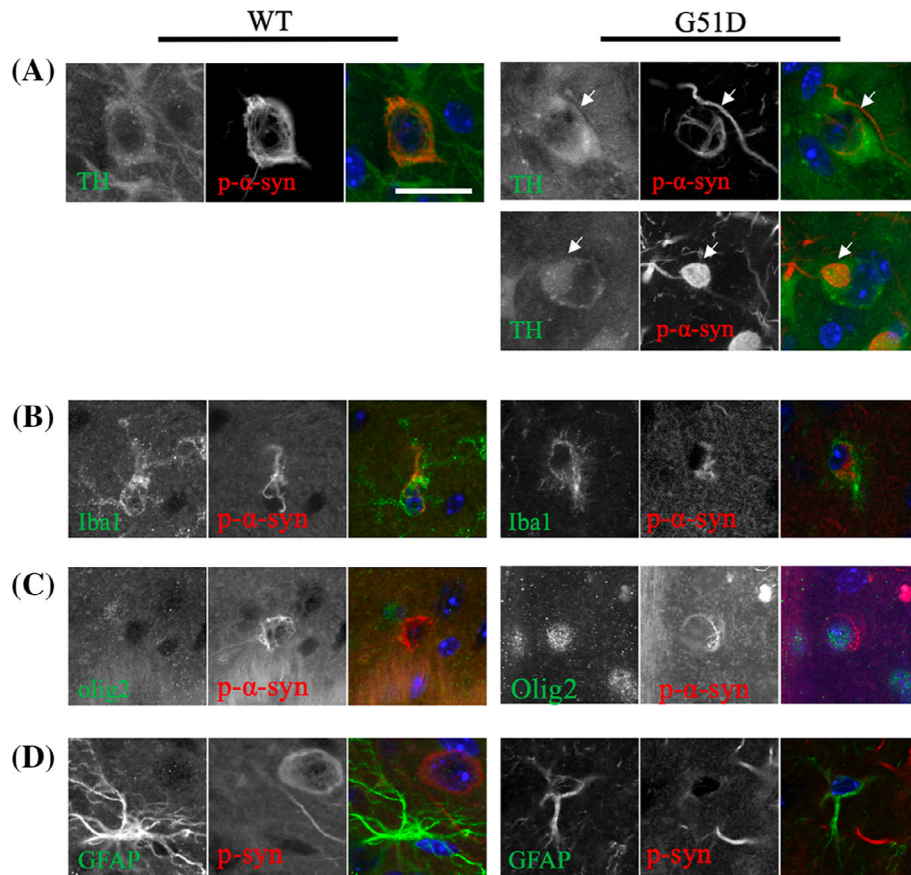 WT G51D
(A)
TH p-α-syn TH p-α-syn
TH p-α-syn
(B)
Iba1 p-α-syn Iba1 p-α-syn
(C)
olig2 p-α-syn Olig2 p-α-syn
(D)
GFAP p-syn GFAP p-syn